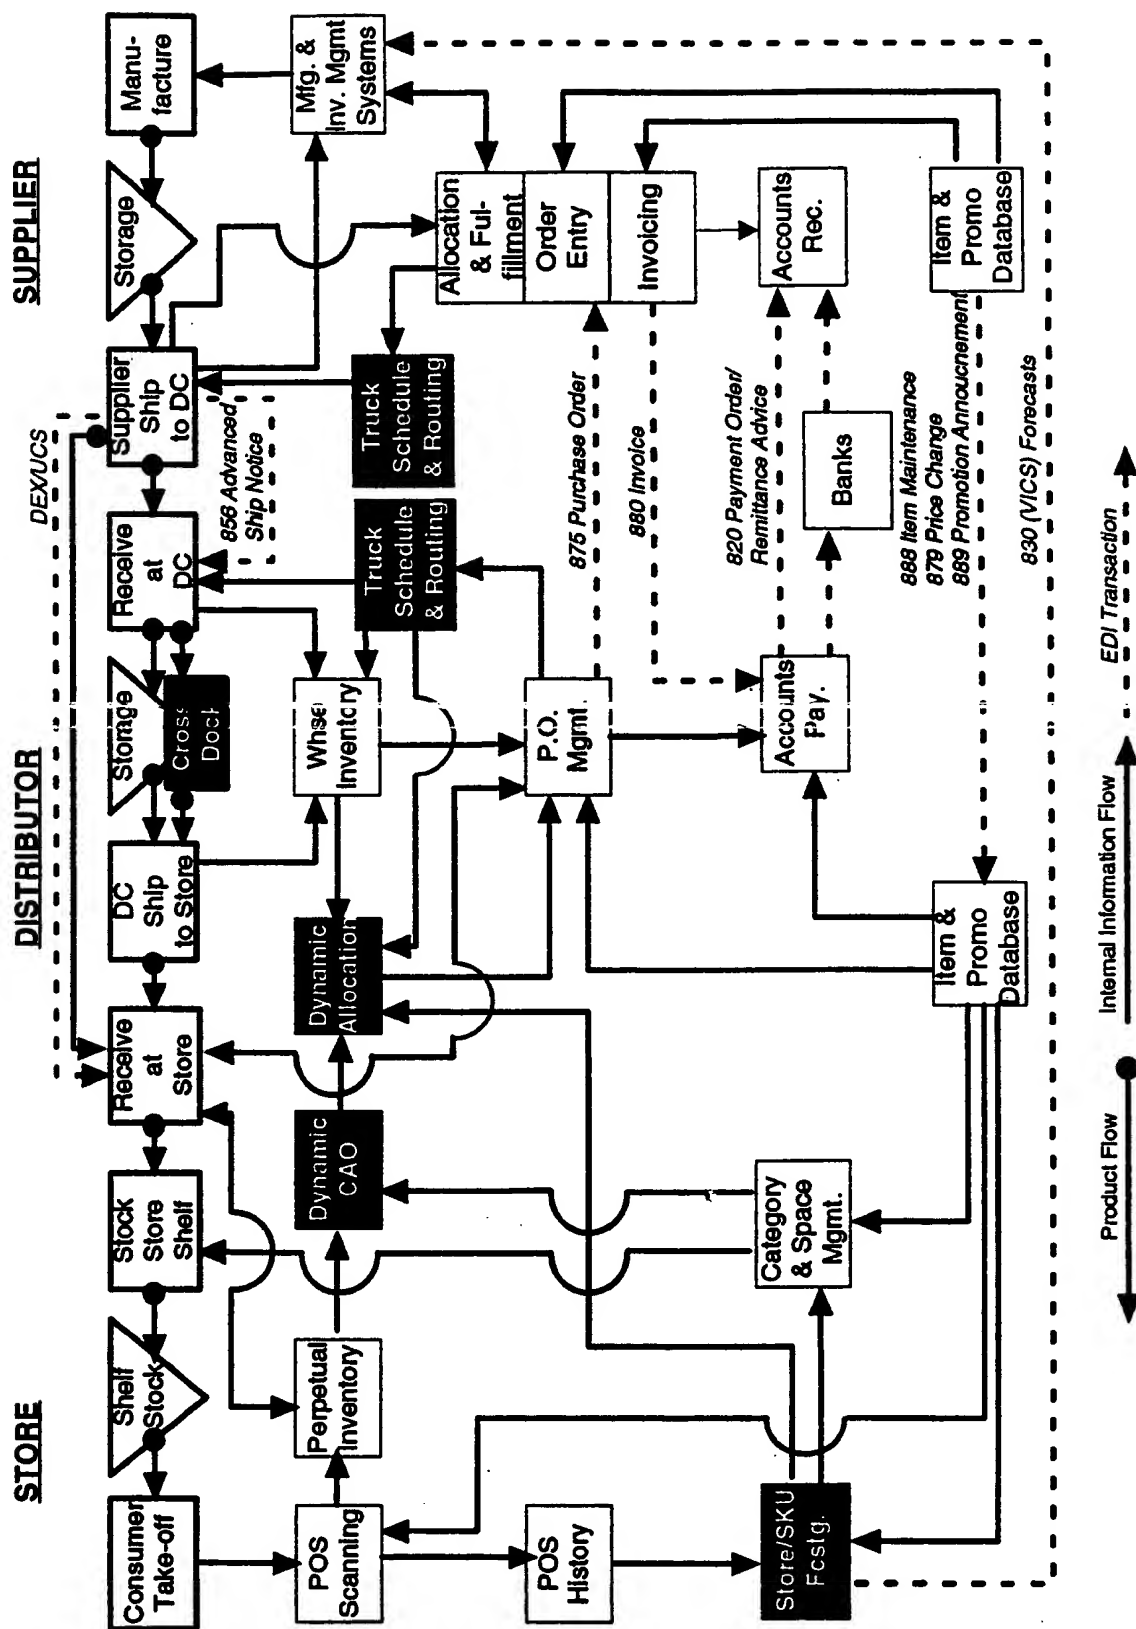 STORE
DISTRIBUTOR
SUPPLIER
DEX/UCS
Consumer
Take-off
Shelf
Stock
Stock
Store
Shelf
Receive
at
Store
DC
Ship
to Store
Storage
Cross
Dock
Receive
at
DC
Supplier
Ship
to DC
Storage
Manu-
facture
856 Advanced
Ship Notice
POS
Scanning
Perpetual
Inventory
Dynamic
CAO
Dynamic
Allocation
Whse
Inventory
Truck
Schedule
& Routing
Truck
Schedule
& Routing
Mfg. &
Inv. Mgmt
Systems
POS
History
P.O.
Mgmt.
875 Purchase Order
880 Invoice
Allocation
& Ful-
fillment
Order
Entry
Invoicing
Store/SKU
Fcstg.
Category
& Space
Mgmt.
Accounts
Pay.
820 Payment Order/
Remittance Advice
Banks
Accounts
Rec.
Item &
Promo
Database
888 Item Maintenance
879 Price Change
889 Promotion Annoucnement
Item &
Promo
Database
830 (VICS) Forecasts
Product Flow
Internal Information Flow
EDI Transaction